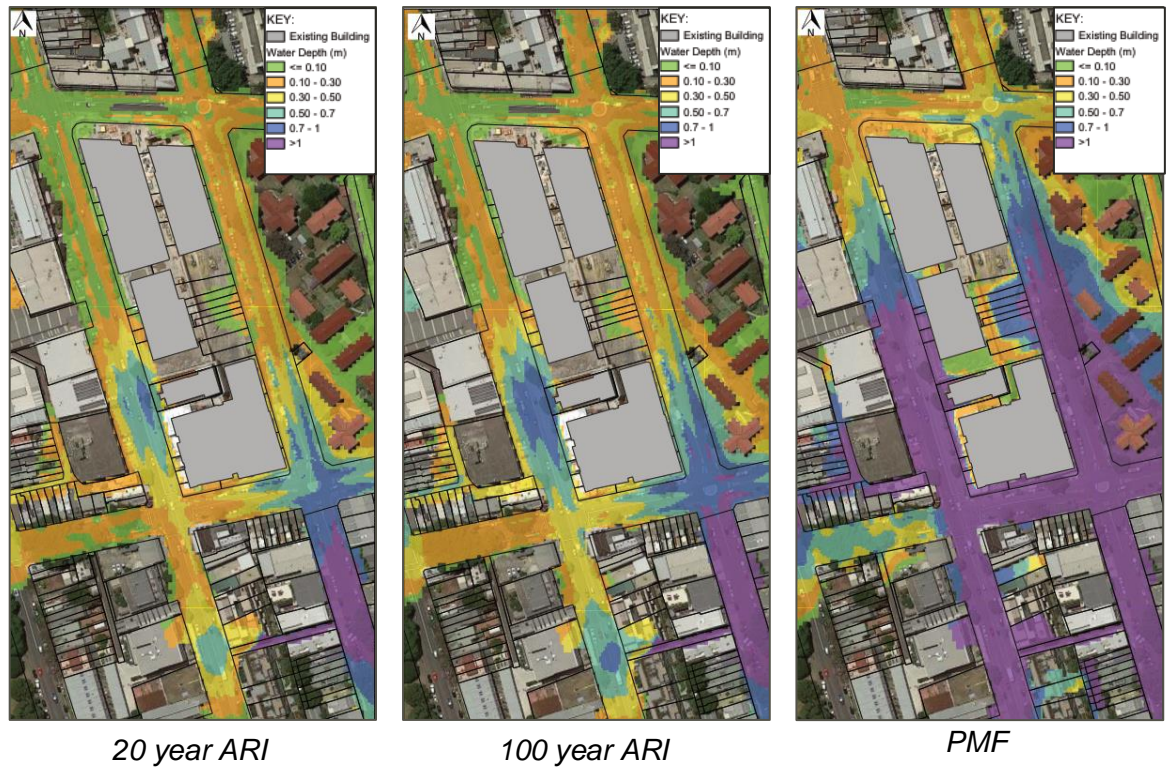 N
KEY:
Existing Building
Water Depth (m)
<= 0.10
0.10 - 0.30
0.30 - 0.50
0.50 - 0.7
0.7 - 1
>1
N
KEY:
Existing Building
Water Depth (m)
<= 0.10
0.10 - 0.30
0.30 - 0.50
0.50 - 0.7
0.7 - 1
>1
N
KEY:
Existing Building
Water Depth (m)
<= 0.10
0.10 - 0.30
0.30 - 0.50
0.50 - 0.7
0.7 - 1
>1
20 year ARI
100 year ARI
PMF